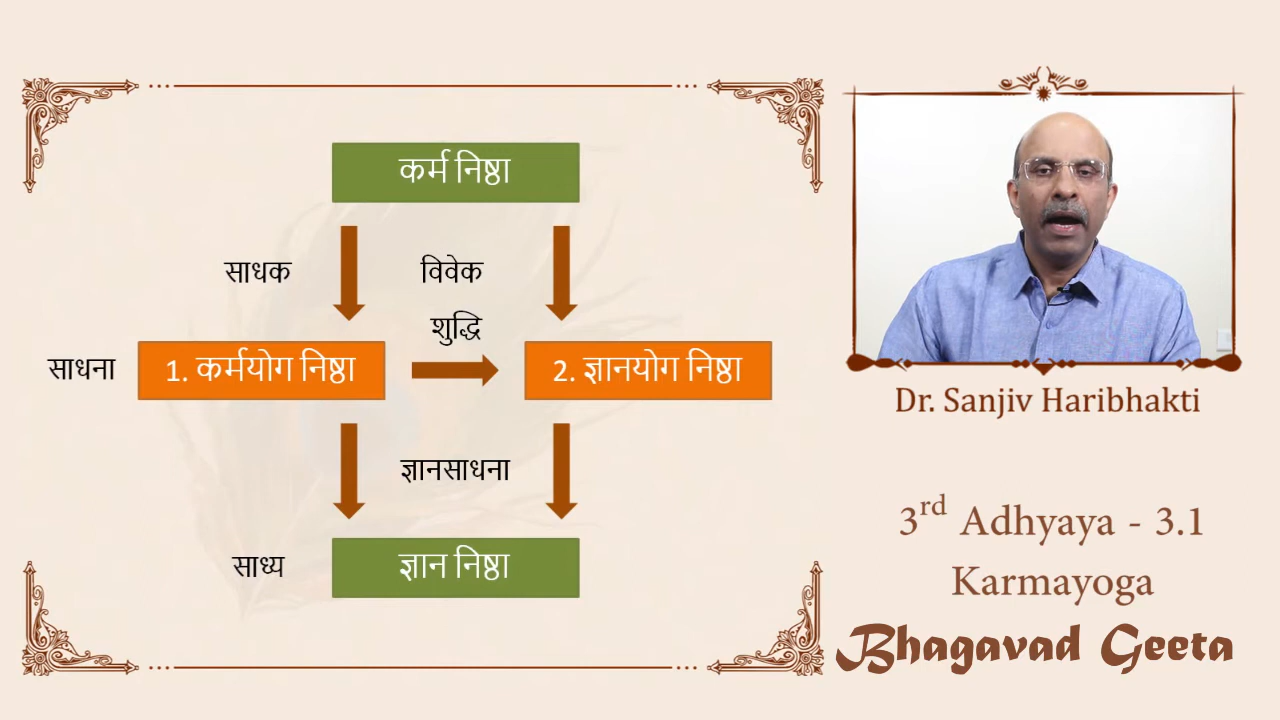 कर्म निष्ठा
साधक
विवेक
शुद्धि
साधना
1. कर्मयोग निष्ठा
2. ज्ञानयोग निष्ठा
ज्ञानसाधना
साध्य
ज्ञान निष्ठा
Dr. Sanjiv Haribhakti
3rd Adhyaya - 3.1
Karmayoga
Bhagavad Geeta